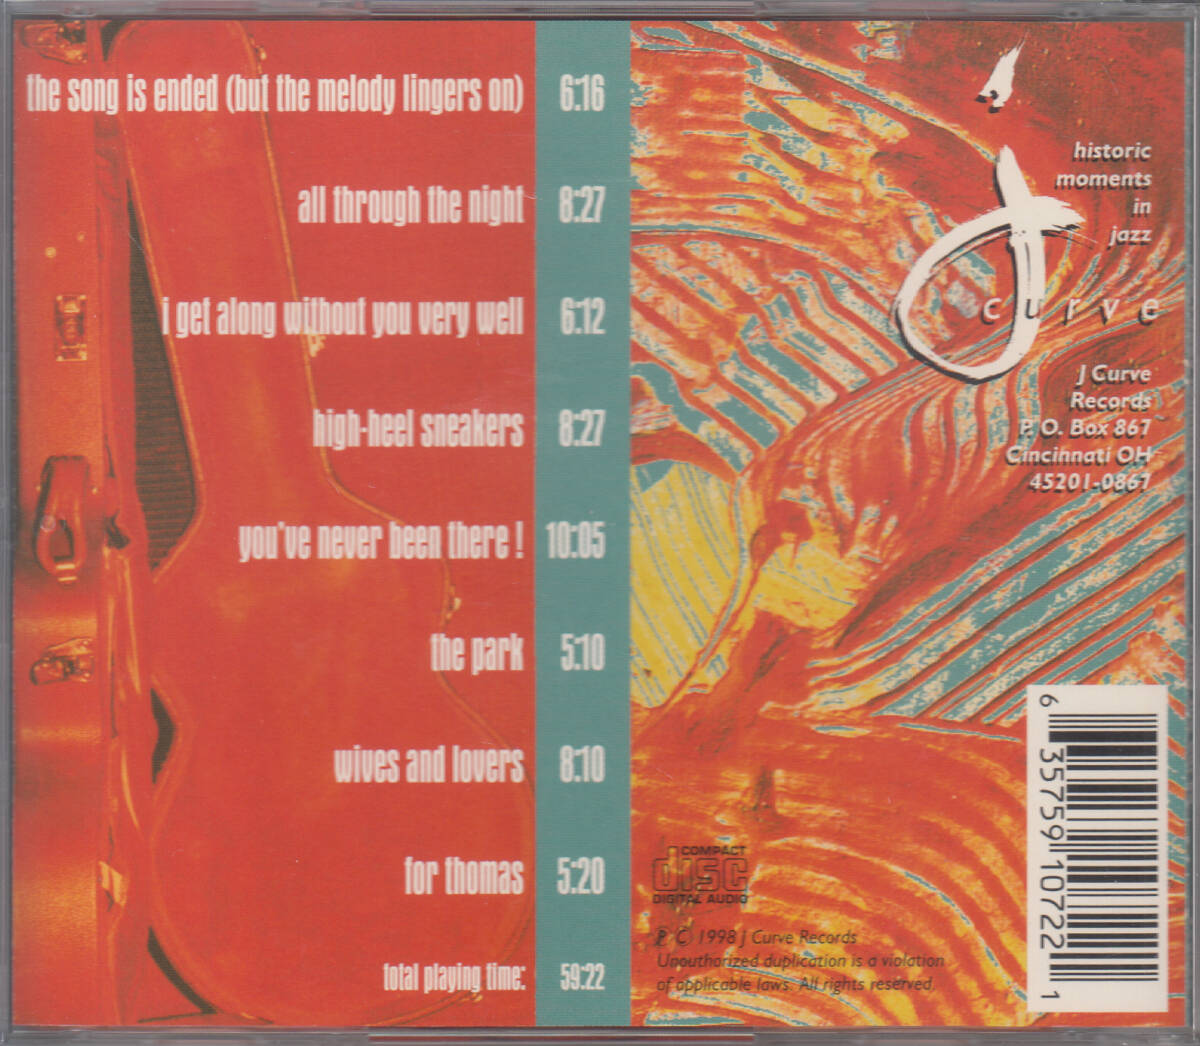 the song is ended (but the melody lingers on) 6:16
all through the night 8:27
i get along without you very well 6:12
high-heel sneakers 8:27
you've never been there! 10:05
the park 5:10
wives and lovers 8:10
for thomas 5:20
total playing time: 59:22
historic
moments
in
jazz
J
curve
J Curve
Records
P. O. Box 867
Cincinnati OH
45201-0867
COMPACT
disc
DIGITAL AUDIO
℗ © 1998 J Curve Records
Unauthorized duplication is a violation
of applicable laws. All rights reserved.
6 35759 10722 1